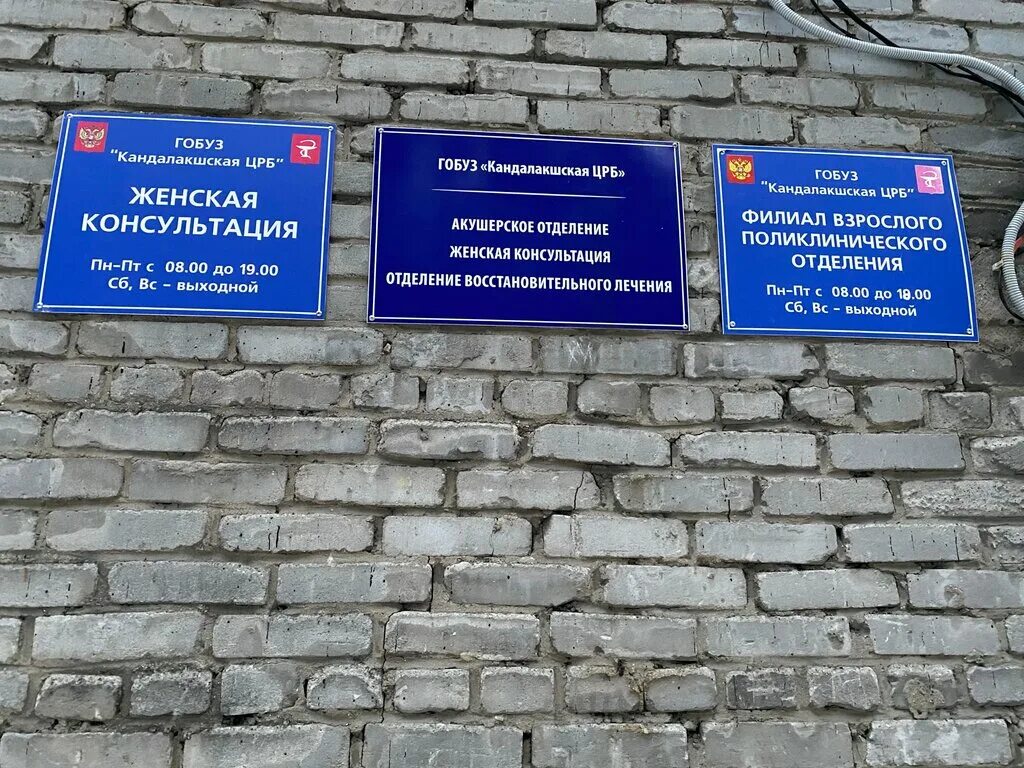 ГОБУЗ
"Кандалакшская ЦРБ"
ЖЕНСКАЯ
КОНСУЛЬТАЦИЯ
Пн-Пт с 08.00 до 19.00
Сб, Вс – выходной
ГОБУЗ «Кандалакшская ЦРБ»
АКУШЕРСКОЕ ОТДЕЛЕНИЕ
ЖЕНСКАЯ КОНСУЛЬТАЦИЯ
ОТДЕЛЕНИЕ ВОССТАНОВИТЕЛЬНОГО ЛЕЧЕНИЯ
ГОБУЗ
"Кандалакшская ЦРБ"
ФИЛИАЛ ВЗРОСЛОГО
ПОЛИКЛИНИЧЕСКОГО
ОТДЕЛЕНИЯ
Пн-Пт с 08.00 до 18.00
Сб, Вс – выходной